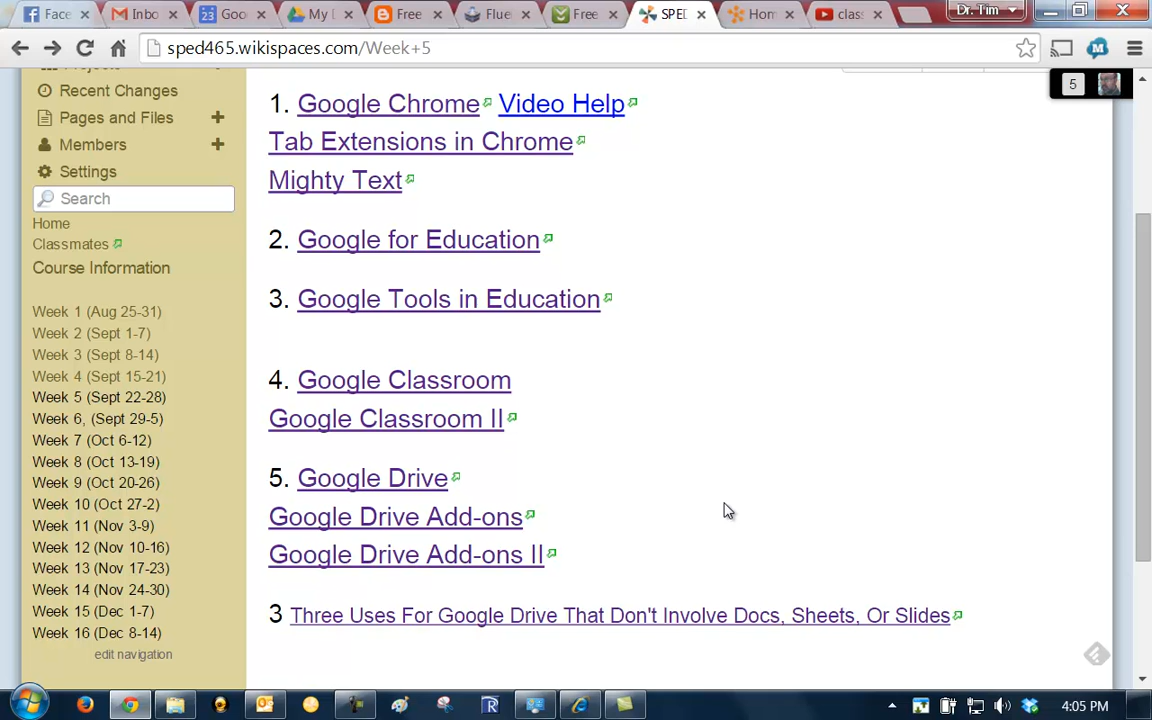 Face
Inbo
23 Goo
My D
Free
Flue
Free
SPED
Hom
class
Dr. Tim
sped465.wikispaces.com/Week+5
5
Recent Changes
Pages and Files
Members
Settings
Search
Home
Classmates
Course Information
Week 1 (Aug 25-31)
Week 2 (Sept 1-7)
Week 3 (Sept 8-14)
Week 4 (Sept 15-21)
Week 5 (Sept 22-28)
Week 6, (Sept 29-5)
Week 7 (Oct 6-12)
Week 8 (Oct 13-19)
Week 9 (Oct 20-26)
Week 10 (Oct 27-2)
Week 11 (Nov 3-9)
Week 12 (Nov 10-16)
Week 13 (Nov 17-23)
Week 14 (Nov 24-30)
Week 15 (Dec 1-7)
Week 16 (Dec 8-14)
edit navigation
1. Google Chrome Video Help
Tab Extensions in Chrome
Mighty Text
2. Google for Education
3. Google Tools in Education
4. Google Classroom
Google Classroom II
5. Google Drive
Google Drive Add-ons
Google Drive Add-ons II
3 Three Uses For Google Drive That Don't Involve Docs, Sheets, Or Slides
4:05 PM